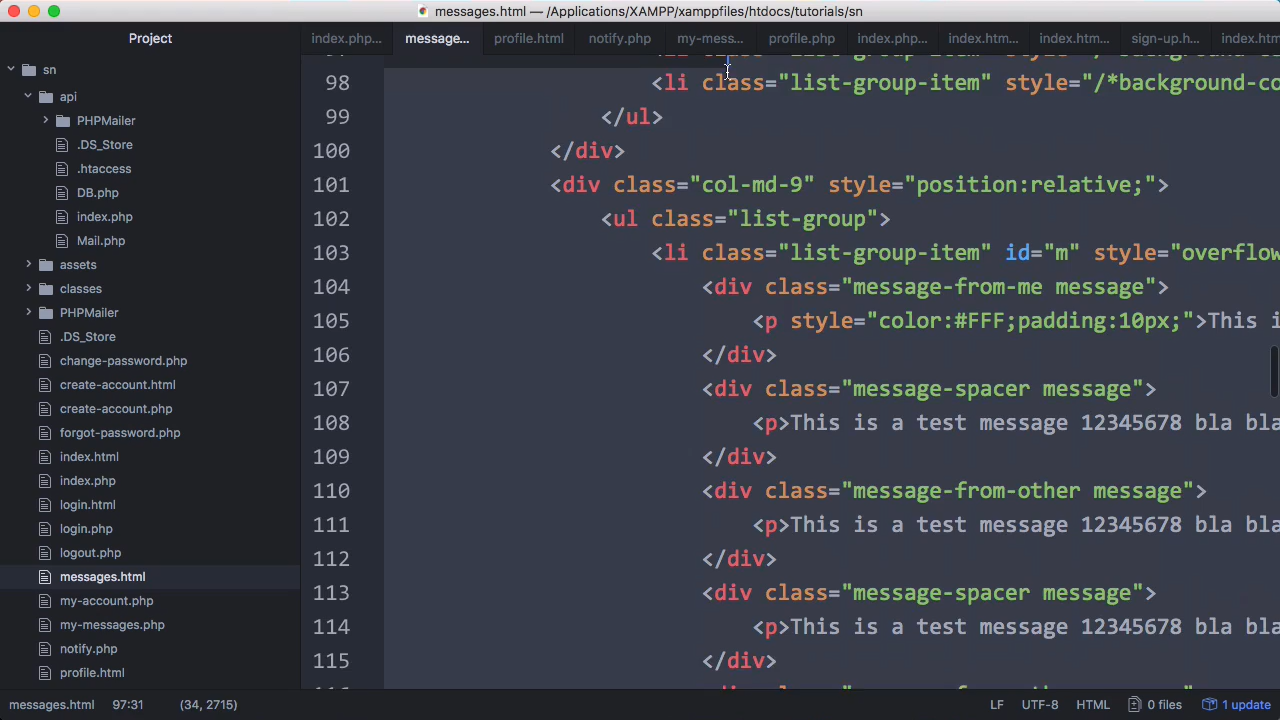 messages.html — /Applications/XAMPP/xamppfiles/htdocs/tutorials/sn
Project
index.php...
message...
profile.html
notify.php
my-mess...
profile.php
index.php...
index.htm...
index.htm...
sign-up.h...
index.htm
sn
api
PHPMailer
.DS_Store
.htaccess
DB.php
index.php
Mail.php
assets
classes
PHPMailer
.DS_Store
change-password.php
create-account.html
create-account.php
forgot-password.php
index.html
index.php
login.html
login.php
logout.php
messages.html
my-account.php
my-messages.php
notify.php
profile.html
98 <li class="list-group-item" style="/*background-co
99 </ul>
100 </div>
101 <div class="col-md-9" style="position:relative;">
102 <ul class="list-group">
103 <li class="list-group-item" id="m" style="overflow
104 <div class="message-from-me message">
105 <p style="color:#FFF;padding:10px;">This i
106 </div>
107 <div class="message-spacer message">
108 <p>This is a test message 12345678 bla bla
109 </div>
110 <div class="message-from-other message">
111 <p>This is a test message 12345678 bla bla
112 </div>
113 <div class="message-spacer message">
114 <p>This is a test message 12345678 bla bla
115 </div>
messages.html 97:31 (34, 2715)
LF UTF-8 HTML 0 files 1 update